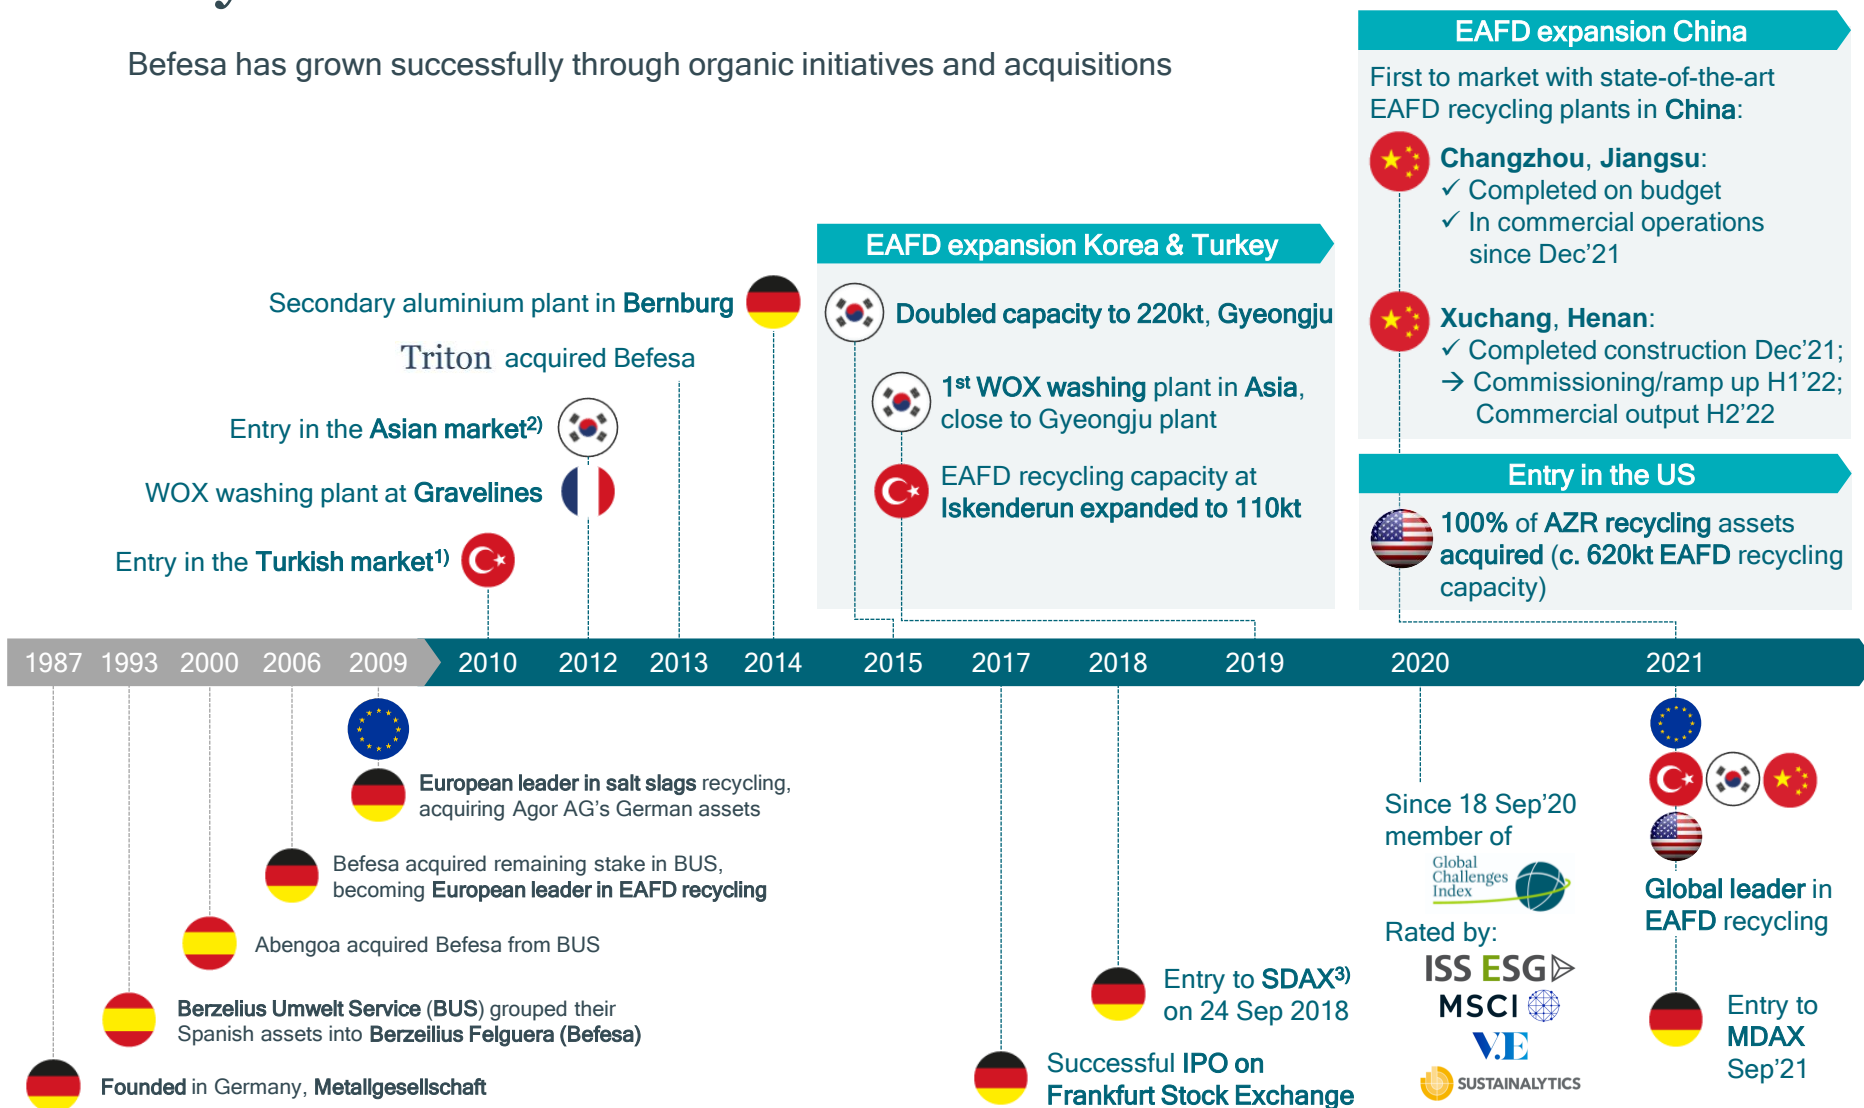 Befesa has grown successfully through organic initiatives and acquisitions
EAFD expansion China
First to market with state-of-the-art
EAFD recycling plants in China:
Changzhou, Jiangsu:
✓ Completed on budget
✓ In commercial operations
since Dec'21
Xuchang, Henan:
✓ Completed construction Dec'21;
→ Commissioning/ramp up H1'22;
Commercial output H2'22
Entry in the US
100% of AZR recycling assets
acquired (c. 620kt EAFD recycling
capacity)
EAFD expansion Korea & Turkey
Doubled capacity to 220kt, Gyeongju
1st WOX washing plant in Asia,
close to Gyeongju plant
EAFD recycling capacity at
Iskenderun expanded to 110kt
Secondary aluminium plant in Bernburg
Triton acquired Befesa
Entry in the Asian market2)
WOX washing plant at Gravelines
Entry in the Turkish market1)
1987 1993 2000 2006 2009 2010 2012 2013 2014 2015 2017 2018 2019 2020 2021
European leader in salt slags recycling,
acquiring Agor AG's German assets
Befesa acquired remaining stake in BUS,
becoming European leader in EAFD recycling
Abengoa acquired Befesa from BUS
Berzelius Umwelt Service (BUS) grouped their
Spanish assets into Berzeilius Felguera (Befesa)
Founded in Germany, Metallgesellschaft
Successful IPO on
Frankfurt Stock Exchange
Entry to SDAX3)
on 24 Sep 2018
Since 18 Sep'20
member of
Global
Challenges
Index
Rated by:
ISS ESG
MSCI
V.E
SUSTAINALYTICS
Global leader in
EAFD recycling
Entry to
MDAX
Sep'21